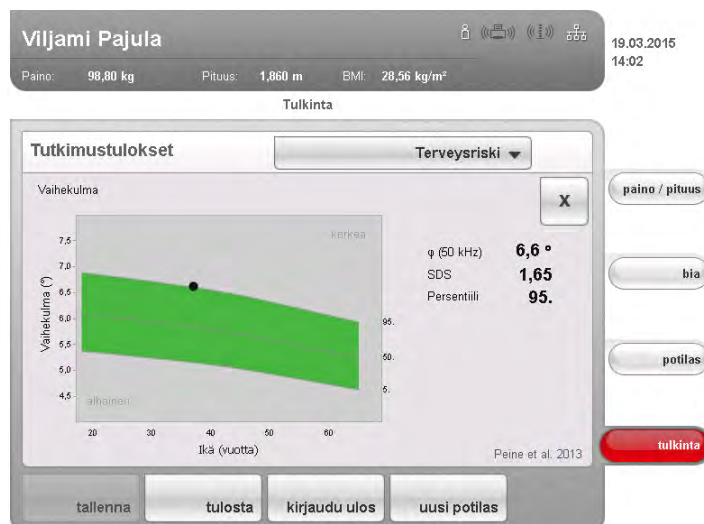 Viljami Pajula
19.03.2015
14:02
Paino: 98,80 kg Pituus: 1,860 m BMI: 28,56 kg/m²
Tulkinta
Tutkimustulokset
Terveysriski
Vaihekulma
x
korkea
7,5
7,0
6,5
6,0
5,5
5,0
4,5
Vaihekulma (°)
95.
50.
5.
alhainen
20 30 40 50 60
Ikä (vuotta)
φ (50 kHz) 6,6 °
SDS 1,65
Persentiili 95.
Peine et al. 2013
paino / pituus
bia
potilas
tulkinta
tallenna
tulosta
kirjaudu ulos
uusi potilas